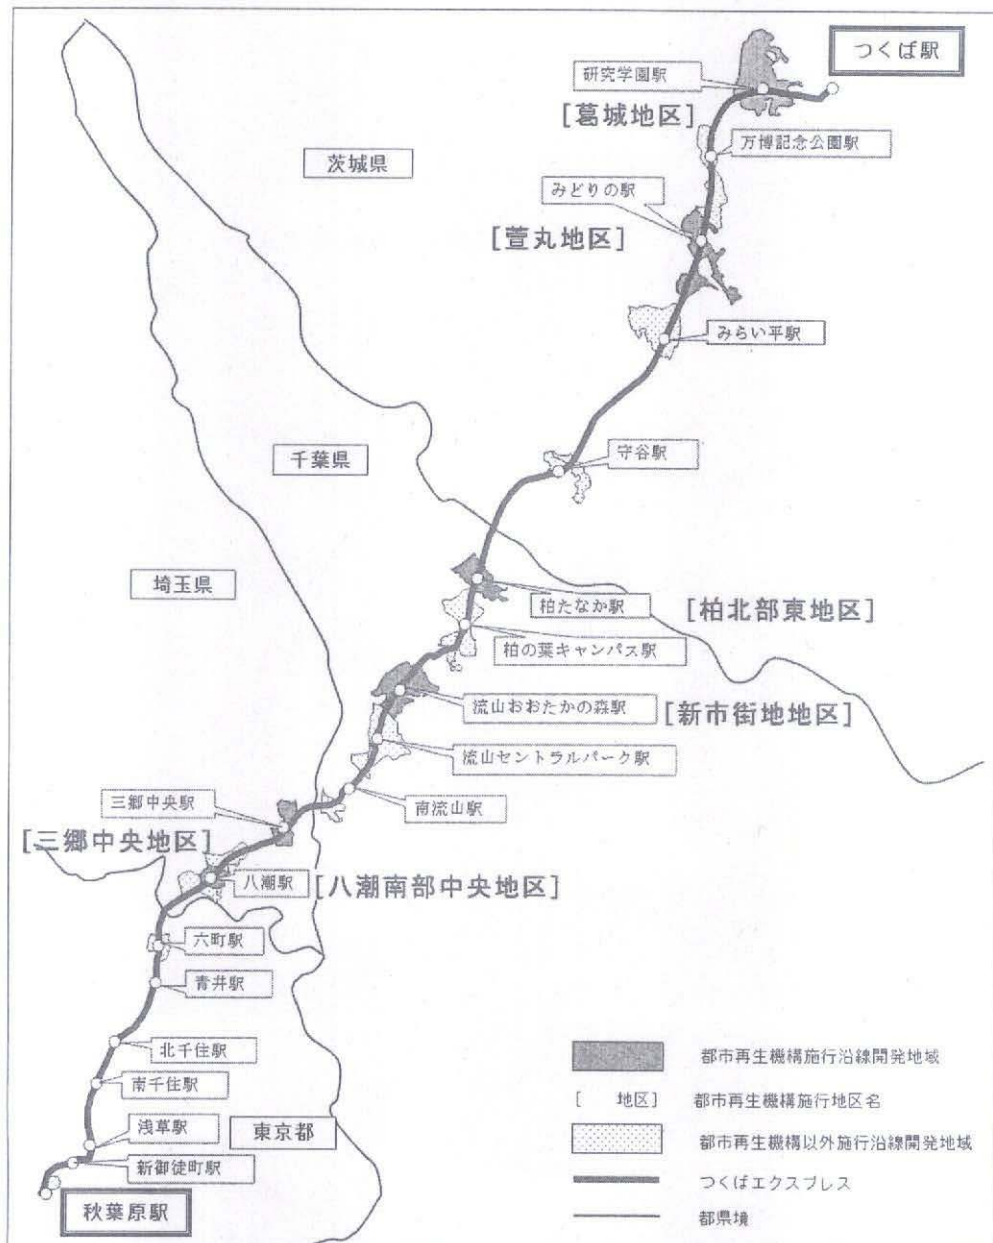 つくば駅
研究学園駅
[葛城地区]
万博記念公園駅
茨城県
みどりの駅
[萱丸地区]
みらい平駅
守谷駅
千葉県
埼玉県
柏たなか駅
[柏北部東地区]
柏の葉キャンパス駅
流山おおたかの森駅
[新市街地地区]
流山セントラルパーク駅
三郷中央駅
南流山駅
[三郷中央地区]
八潮駅
[八潮南部中央地区]
六町駅
青井駅
北千住駅
南千住駅
浅草駅
東京都
新御徒町駅
秋葉原駅
都市再生機構施行沿線開発地域
[　地区] 都市再生機構施行地区名
都市再生機構以外施行沿線開発地域
つくばエクスプレス
都県境